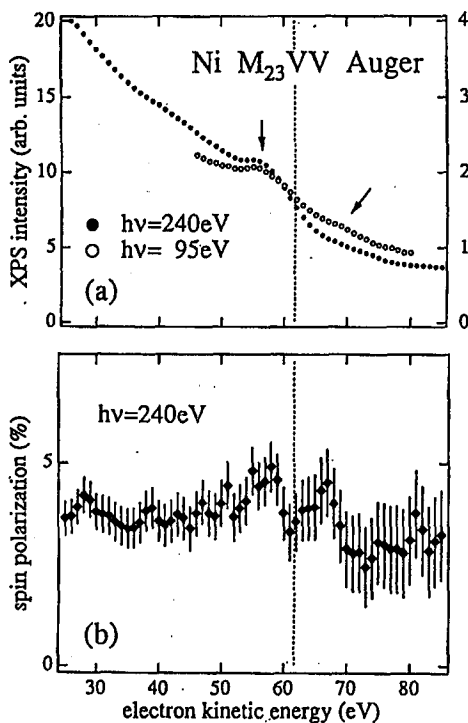 20
15
10
5
0
XPS intensity (arb. units)
Ni M23VV Auger
● hν=240eV
○ hν= 95eV
(a)
4
3
2
1
0
hν=240eV
5
0
spin polarization (%)
(b)
30 40 50 60 70 80
electron kinetic energy (eV)